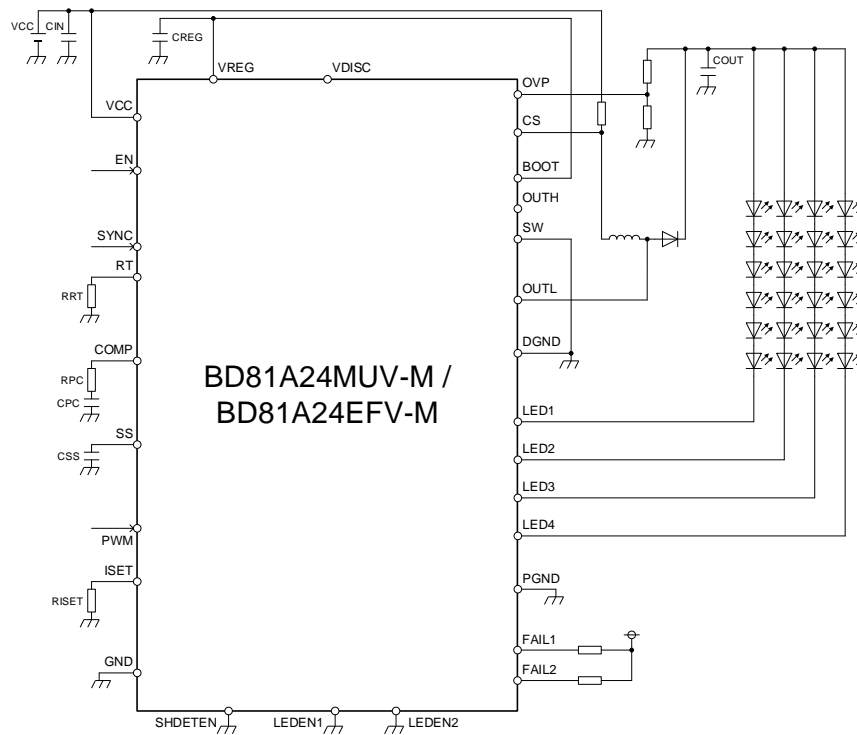 VCC
CIN
CREG
COUT
VREG
VDISC
VCC
EN
SYNC
RT
RRT
COMP
RPC
CPC
SS
CSS
PWM
ISET
RISET
GND
BD81A24MUV-M /
BD81A24EFV-M
OVP
CS
BOOT
OUTH
SW
OUTL
DGND
LED1
LED2
LED3
LED4
PGND
FAIL1
FAIL2
SHDETEN
LEDEN1
LEDEN2